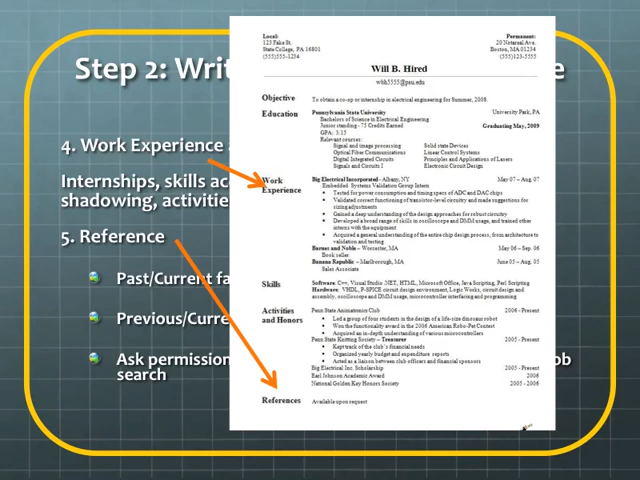 Step 2: Writ
e
4. Work Experience a
Internships, skills ac
shadowing, activitie
5. Reference
Past/Current fa
Previous/Curre
Ask permission
ob
search
Local:
123 Fake St.
State College, PA 16801
(555)555-1234
Permanent:
20 Notareal Ave.
Boston, MA 01234
(555)123-5555
Will B. Hired
wbh5555@psu.edu
Objective
To obtain a co-op or internship in electrical engineering for Summer, 2008.
Education
Pennsylvania State University
University Park, PA
Bachelors of Science in Electrical Engineering
Junior standing - 75 Credits Earned
Graduating May, 2009
GPA: 3.15
Relevant courses:
Signal and image processing
Solid state Devices
Optical Fiber Communications
Linear Control Systems
Digital Integrated Circuits
Principles and Applications of Lasers
Signals and Circuits I
Communication Systems
Work Experience
Big Electrical Incorporated - Albany, NY
May 07 - Aug. 07
Embedded Systems Validation Group Intern
Tested for power consumption and timing specs of ADC and DAC chips
Validated correct functioning of transistor-level circuitry and made suggestions for
sizing adjustments
Gained a deep understanding of the design approaches for robust circuitry
Developed a broad range of skills in oscilloscope and DMM usage, and trained other
interns with the equipment
Acquired a general understanding of the entire chip design process, from architecture to
validation and testing
Barnes and Noble – Worcester, MA
May 06 - Sep. 06
Book seller
Banana Republic – Marlborough, MA
June 05 – Aug. 05
Sales Associate
Skills
Software: C++, Visual Studio .NET, HTML, Microsoft Office, Java Scripting, Perl Scripting
Hardware: VHDL, P-SPICE circuit design environment, Logic Works, circuit design and
assembly, oscilloscope and DMM usage, microcontroller interfacing and programming
Activities and Honors
Penn State Animatronics Club
2006 - Present
Led a group of four students in the design of a life-size dinosaur robot
Won the functionality award in the 2006 American Robo-Pet Contest
Acquired an in-depth understanding of various microcontrollers
Penn State Knitting Society – Treasurer
2005 - Present
Kept track of the club's financial needs
Organized yearly budget and expenditure reports
Acted as liaison between club officers and financial sponsors
Big Electrical Inc. Scholarship
2005 - Present
Earl Johnson Academic Award
2006
National Golden Key Honors Society
2005 - 2006
References
Available upon request